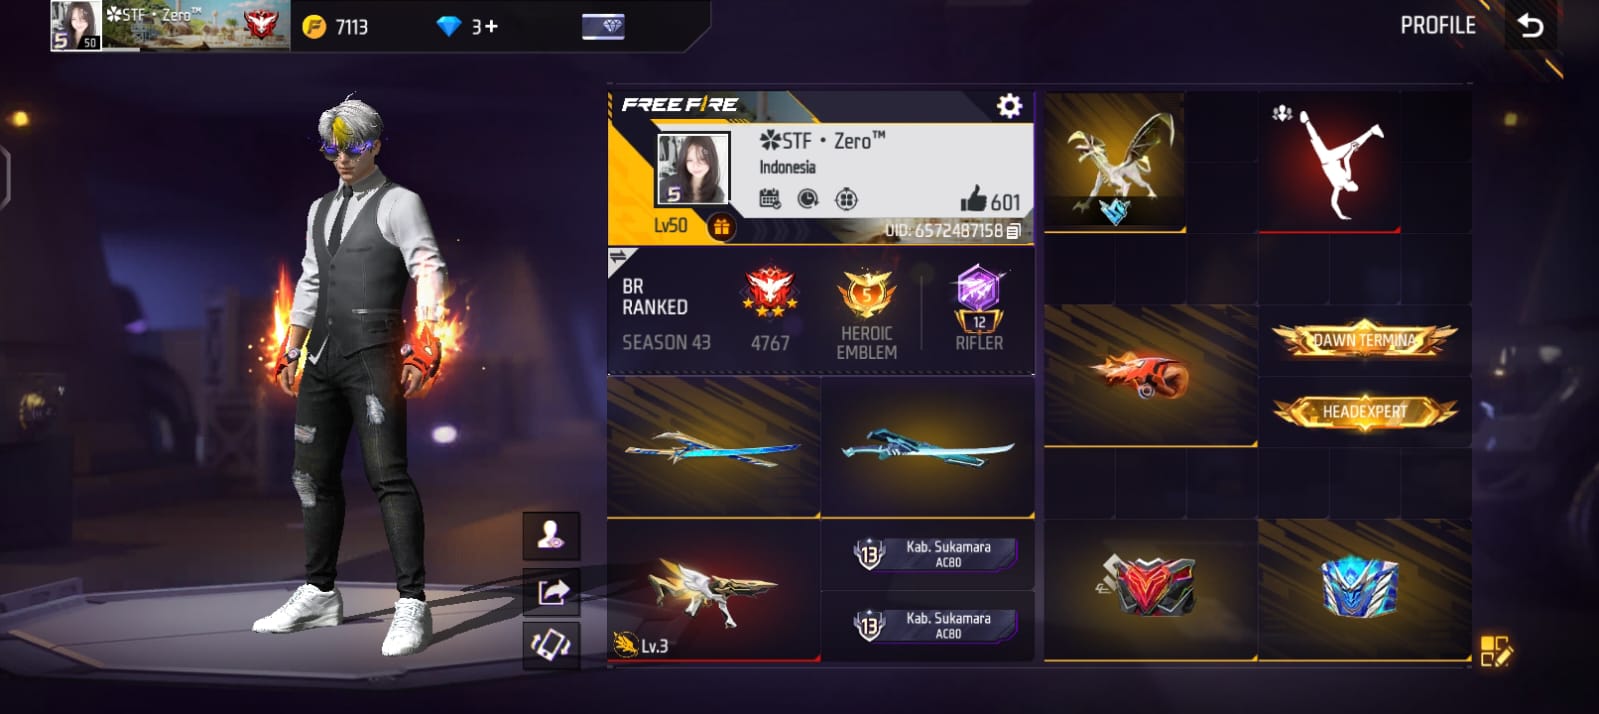 ✤STF • Zero™
5
50
7113
3+
PROFILE
FREE FIRE
✤STF • Zero™
Indonesia
5
601
Lv50
UID: 6572487158
BR
RANKED
SEASON 43
4767
5
HEROIC
EMBLEM
12
RIFLER
DAWN TERMINA
HEADEXPERT
13
Kab. Sukamara
AC80
13
Kab. Sukamara
AC80
Lv.3